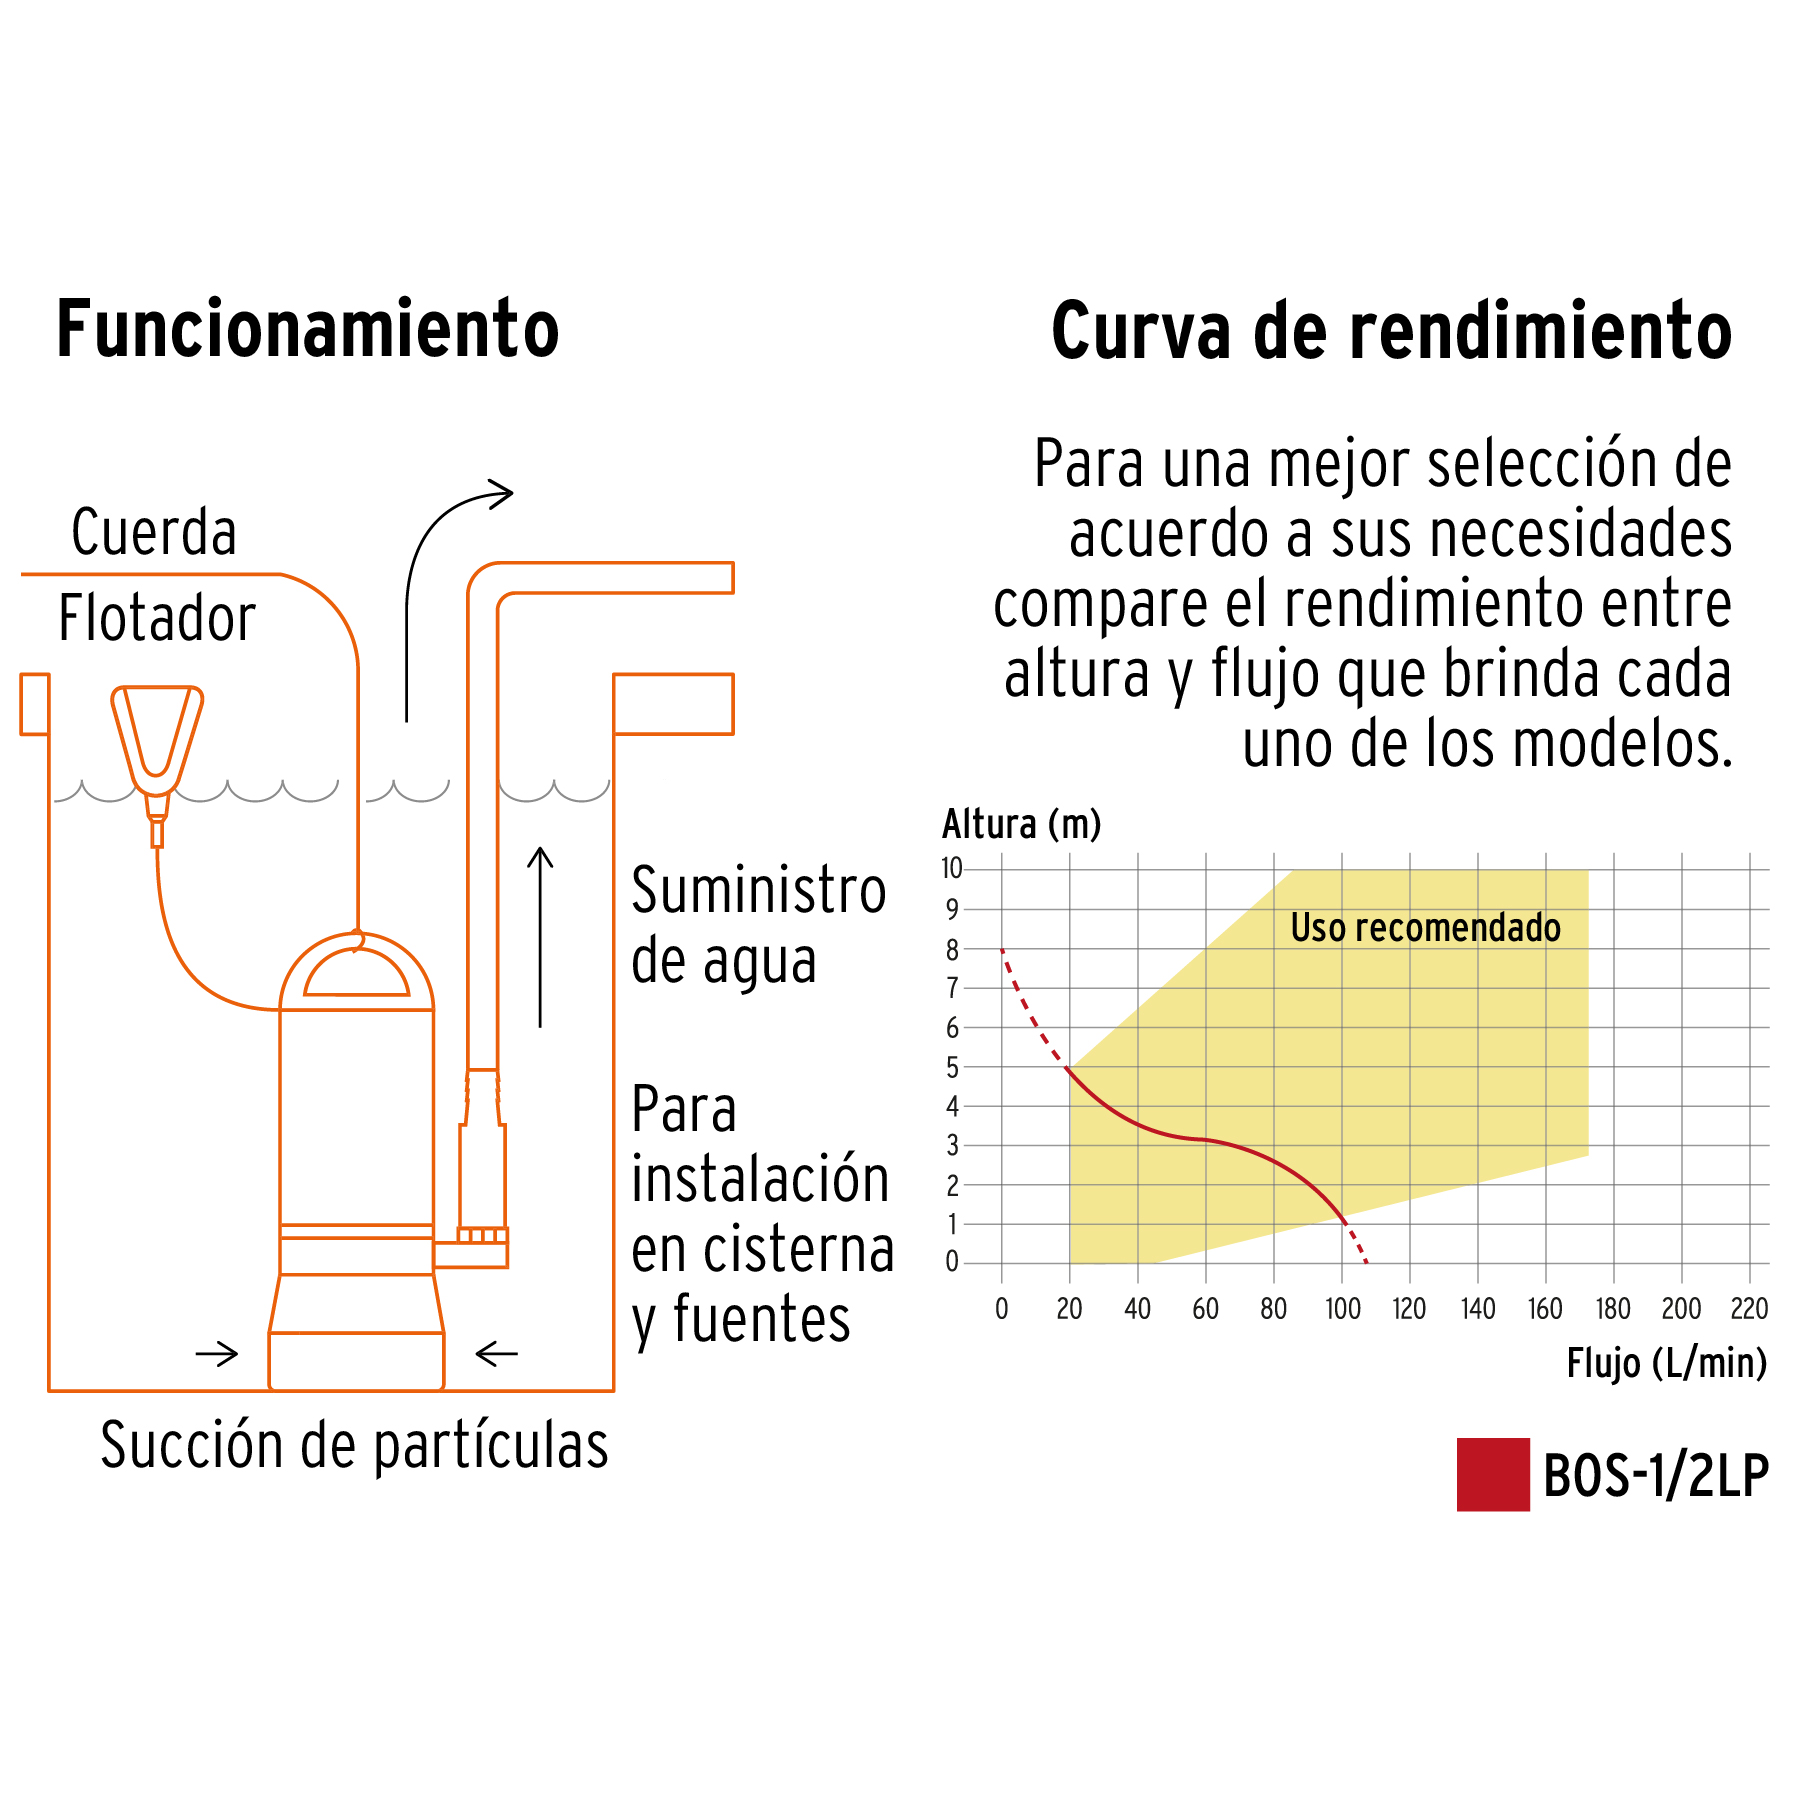 Funcionamiento
Cuerda
Flotador
Suministro
de agua
Para
instalación
en cisterna
y fuentes
Succión de partículas
Curva de rendimiento
Para una mejor selección de
acuerdo a sus necesidades
compare el rendimiento entre
altura y flujo que brinda cada
uno de los modelos.
Altura (m)
10
9
8
7
6
5
4
3
2
1
0
Uso recomendado
0 20 40 60 80 100 120 140 160 180 200 220
Flujo (L/min)
BOS-1/2LP